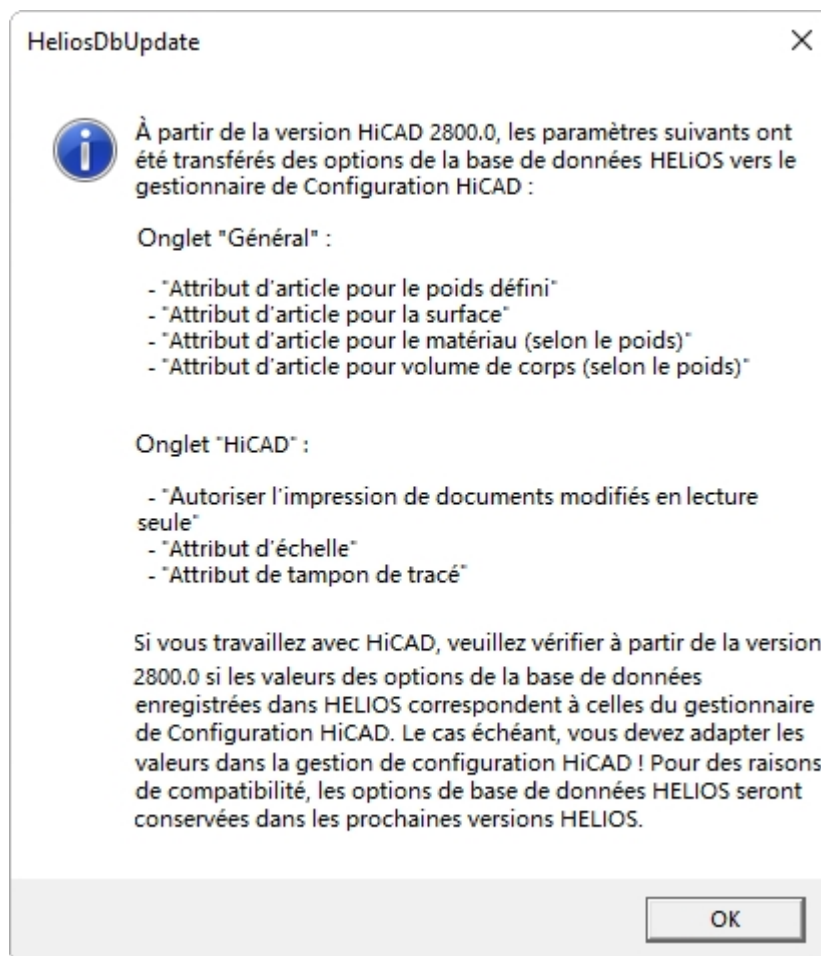 HeliosDbUpdate
À partir de la version HiCAD 2800.0, les paramètres suivants ont
été transférés des options de la base de données HELiOS vers le
gestionnaire de Configuration HiCAD :
Onglet "Général" :
- "Attribut d'article pour le poids défini"
- "Attribut d'article pour la surface"
- "Attribut d'article pour le matériau (selon le poids)"
- "Attribut d'article pour volume de corps (selon le poids)"
Onglet "HiCAD" :
- "Autoriser l'impression de documents modifiés en lecture
seule"
- "Attribut d'échelle"
- "Attribut de tampon de tracé"
Si vous travaillez avec HiCAD, veuillez vérifier à partir de la version
2800.0 si les valeurs des options de la base de données
enregistrées dans HELIOS correspondent à celles du gestionnaire
de Configuration HiCAD. Le cas échéant, vous devez adapter les
valeurs dans la gestion de configuration HiCAD ! Pour des raisons
de compatibilité, les options de base de données HELIOS seront
conservées dans les prochaines versions HELIOS.
OK